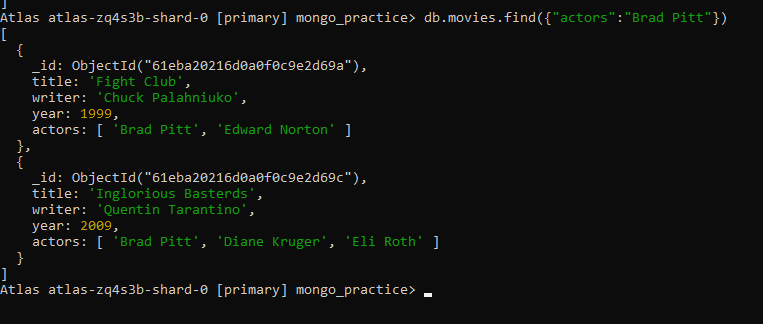 ]
Atlas atlas-zq4s3b-shard-0 [primary] mongo_practice> db.movies.find({"actors":"Brad Pitt"})
[
  {
    _id: ObjectId("61eba20216d0a0f0c9e2d69a"),
    title: 'Fight Club',
    writer: 'Chuck Palahniuko',
    year: 1999,
    actors: [ 'Brad Pitt', 'Edward Norton' ]
  },
  {
    _id: ObjectId("61eba20216d0a0f0c9e2d69c"),
    title: 'Inglorious Basterds',
    writer: 'Quentin Tarantino',
    year: 2009,
    actors: [ 'Brad Pitt', 'Diane Kruger', 'Eli Roth' ]
  }
]
Atlas atlas-zq4s3b-shard-0 [primary] mongo_practice>